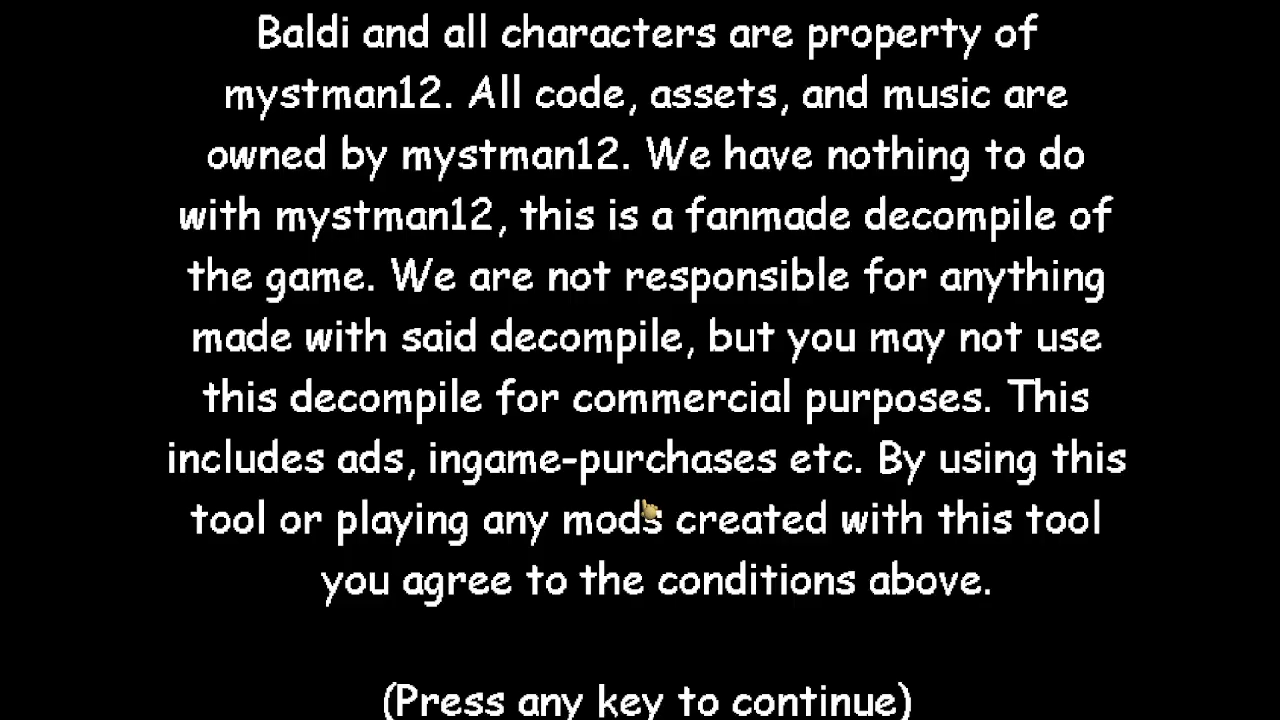 Baldi and all characters are property of
mystman12. All code, assets, and music are
owned by mystman12. We have nothing to do
with mystman12, this is a fanmade decompile of
the game. We are not responsible for anything
made with said decompile, but you may not use
this decompile for commercial purposes. This
includes ads, ingame-purchases etc. By using this
tool or playing any mods created with this tool
you agree to the conditions above.
(Press any key to continue)